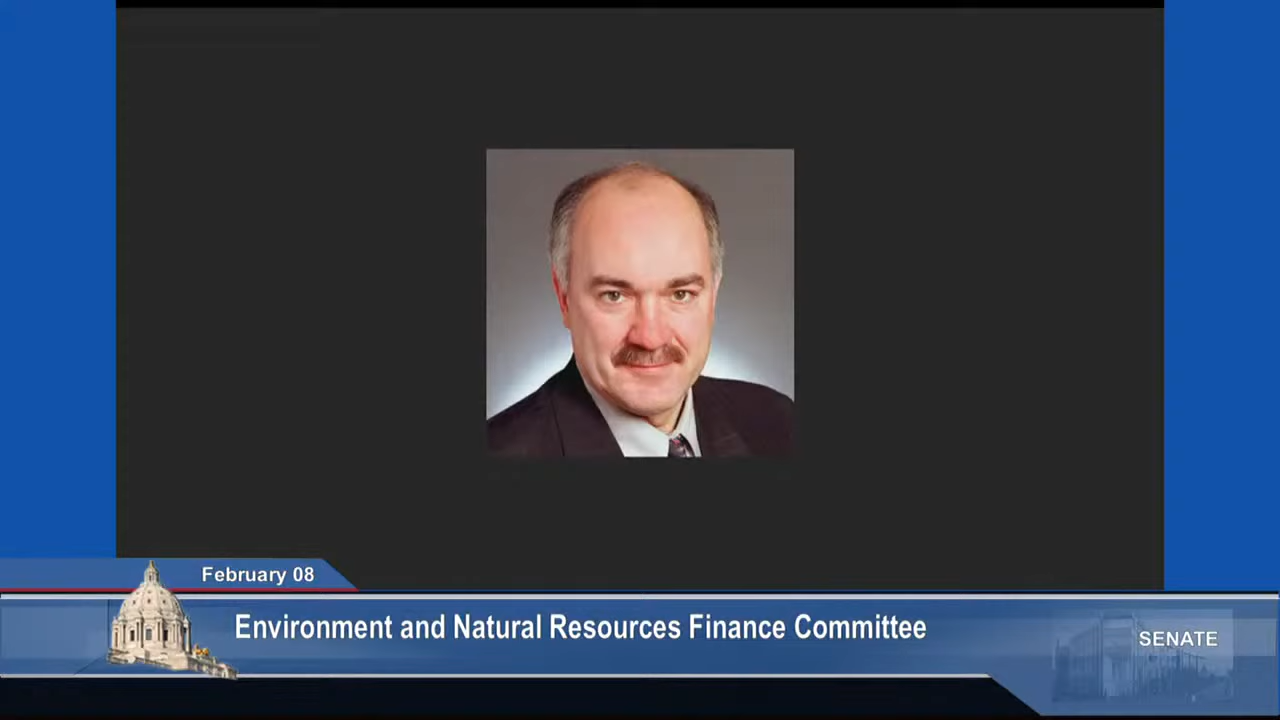 February 08
Environment and Natural Resources Finance Committee
SENATE